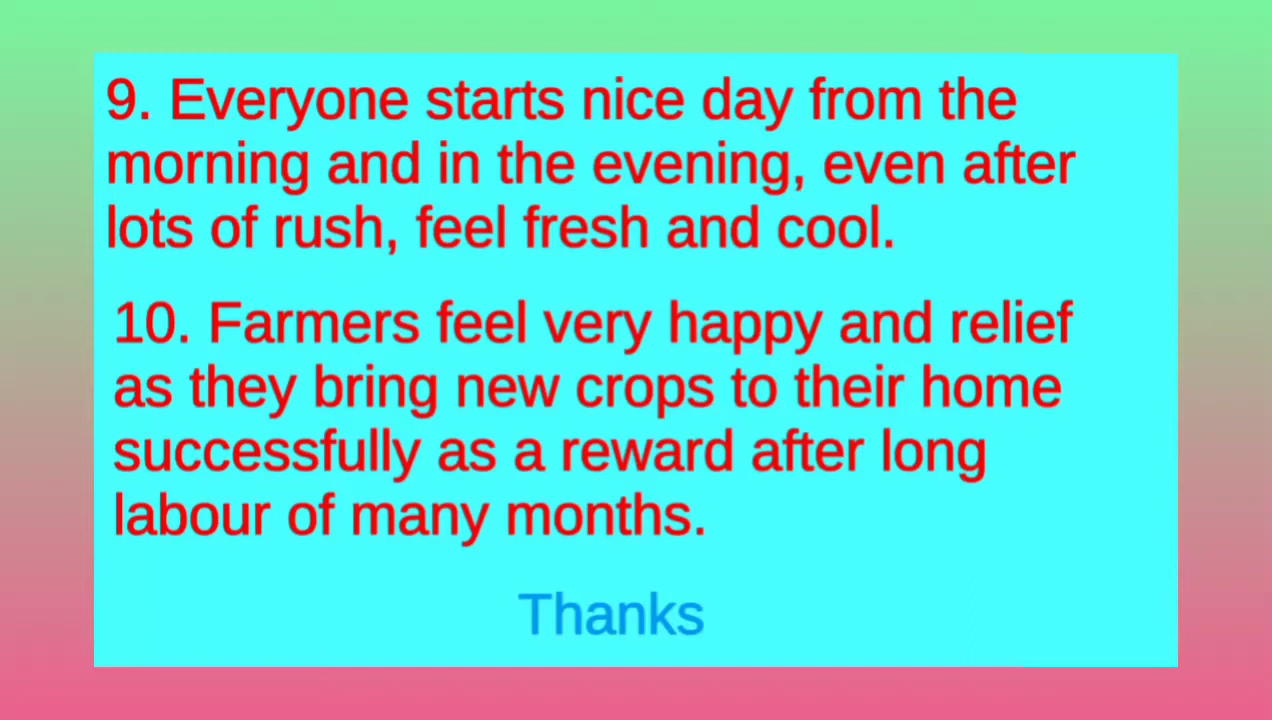 9. Everyone starts nice day from the
morning and in the evening, even after
lots of rush, feel fresh and cool.
10. Farmers feel very happy and relief
as they bring new crops to their home
successfully as a reward after long
labour of many months.
Thanks